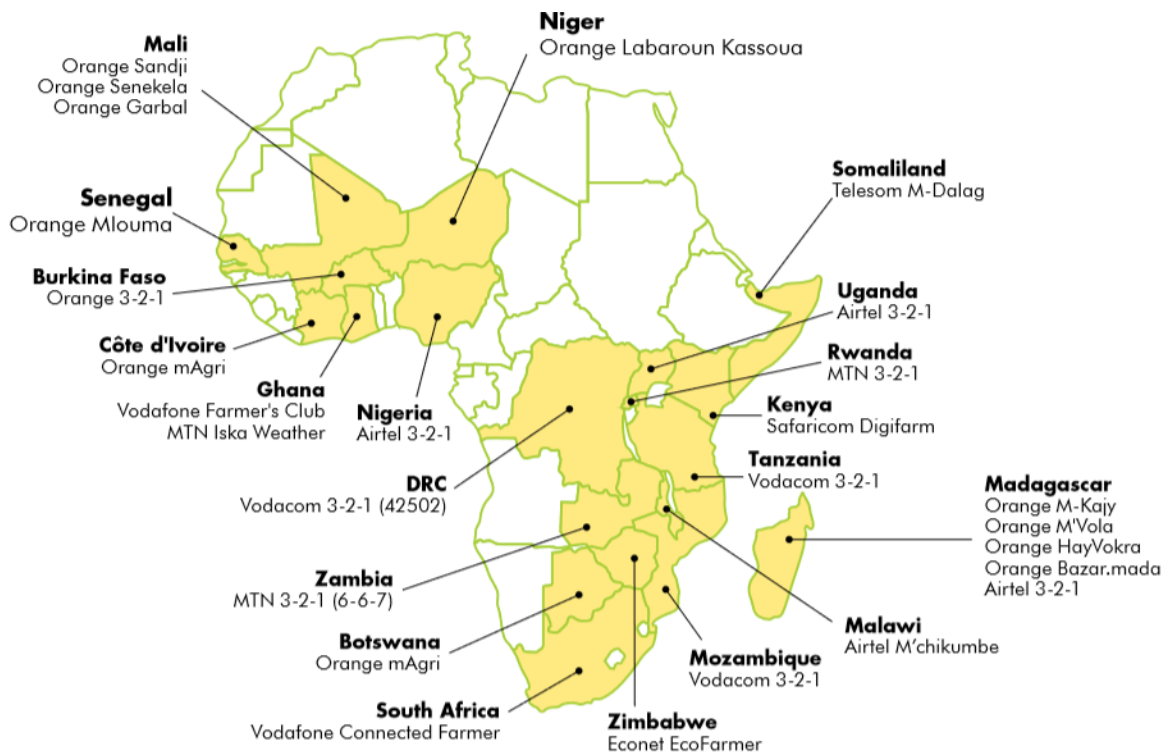 Niger
Orange Labaroun Kassoua
Mali
Orange Sandji
Orange Senekela
Orange Garbal
Somaliland
Telesom M-Dalag
Senegal
Orange Mlouma
Burkina Faso
Orange 3-2-1
Uganda
Airtel 3-2-1
Côte d'Ivoire
Orange mAgri
Rwanda
MTN 3-2-1
Ghana
Vodafone Farmer's Club
MTN Iska Weather
Nigeria
Airtel 3-2-1
Kenya
Safaricom Digifarm
DRC
Vodacom 3-2-1 (42502)
Tanzania
Vodacom 3-2-1
Madagascar
Orange M-Kajy
Orange M'Vola
Orange HayVokra
Orange Bazar.mada
Airtel 3-2-1
Zambia
MTN 3-2-1 (6-6-7)
Malawi
Airtel M’chikumbe
Botswana
Orange mAgri
Mozambique
Vodacom 3-2-1
South Africa
Vodafone Connected Farmer
Zimbabwe
Econet EcoFarmer